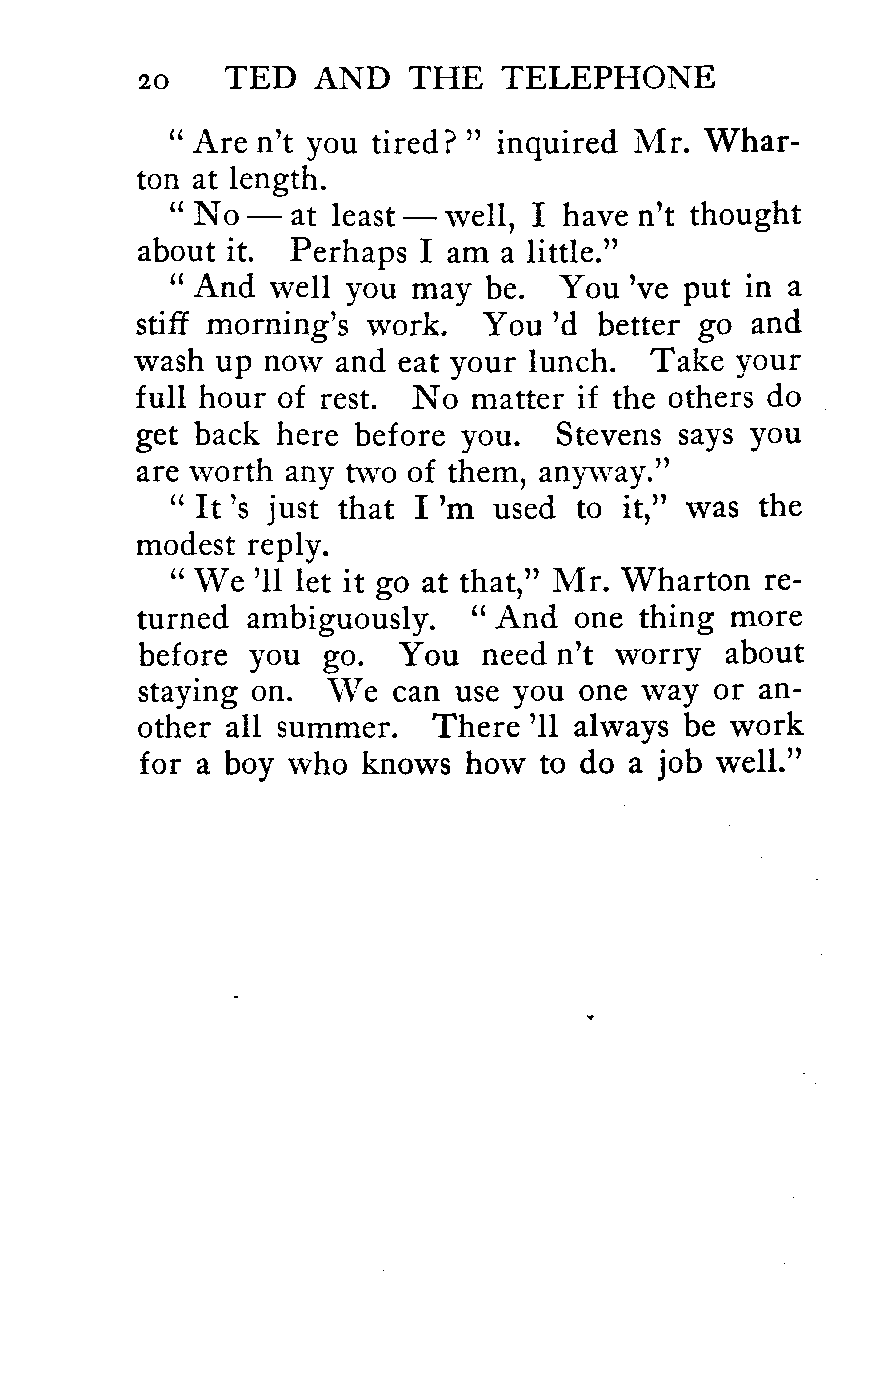 20 TED AND THE TELEPHONE
" Are n't you tired? " inquired Mr. Whar-
ton at length.
" No — at least — well, I have n't thought
about it. Perhaps I am a little."
" And well you may be. You 've put in a
stiff morning's work. You 'd better go and
wash up now and eat your lunch. Take your
full hour of rest. No matter if the others do
get back here before you. Stevens says you
are worth any two of them, anyway."
" It 's just that I 'm used to it," was the
modest reply.
" We 'll let it go at that," Mr. Wharton re-
turned ambiguously. " And one thing more
before you go. You need n't worry about
staying on. We can use you one way or an-
other all summer. There 'll always be work
for a boy who knows how to do a job well."